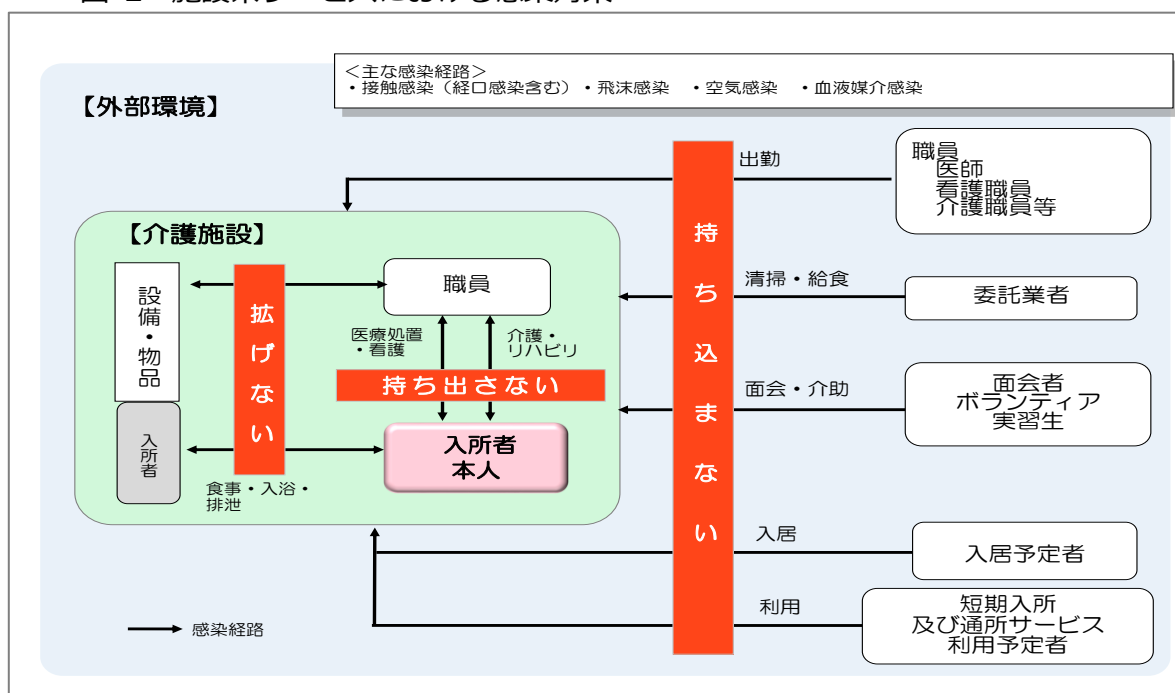 ＜主な感染経路＞
・接触感染（経口感染含む）・飛沫感染　・空気感染　・血液媒介感染
【外部環境】
出勤
職員
医師
看護職員
介護職員等
【介護施設】
設備・物品
拡げない
職員
持ち込まない
清掃・給食
委託業者
医療処置
・看護
介護・
リハビリ
持ち出さない
面会・介助
面会者
ボランティア
実習生
入所者
入所者
本人
食事・入浴・
排泄
入居
入居予定者
利用
短期入所
及び通所サービス
利用予定者
感染経路